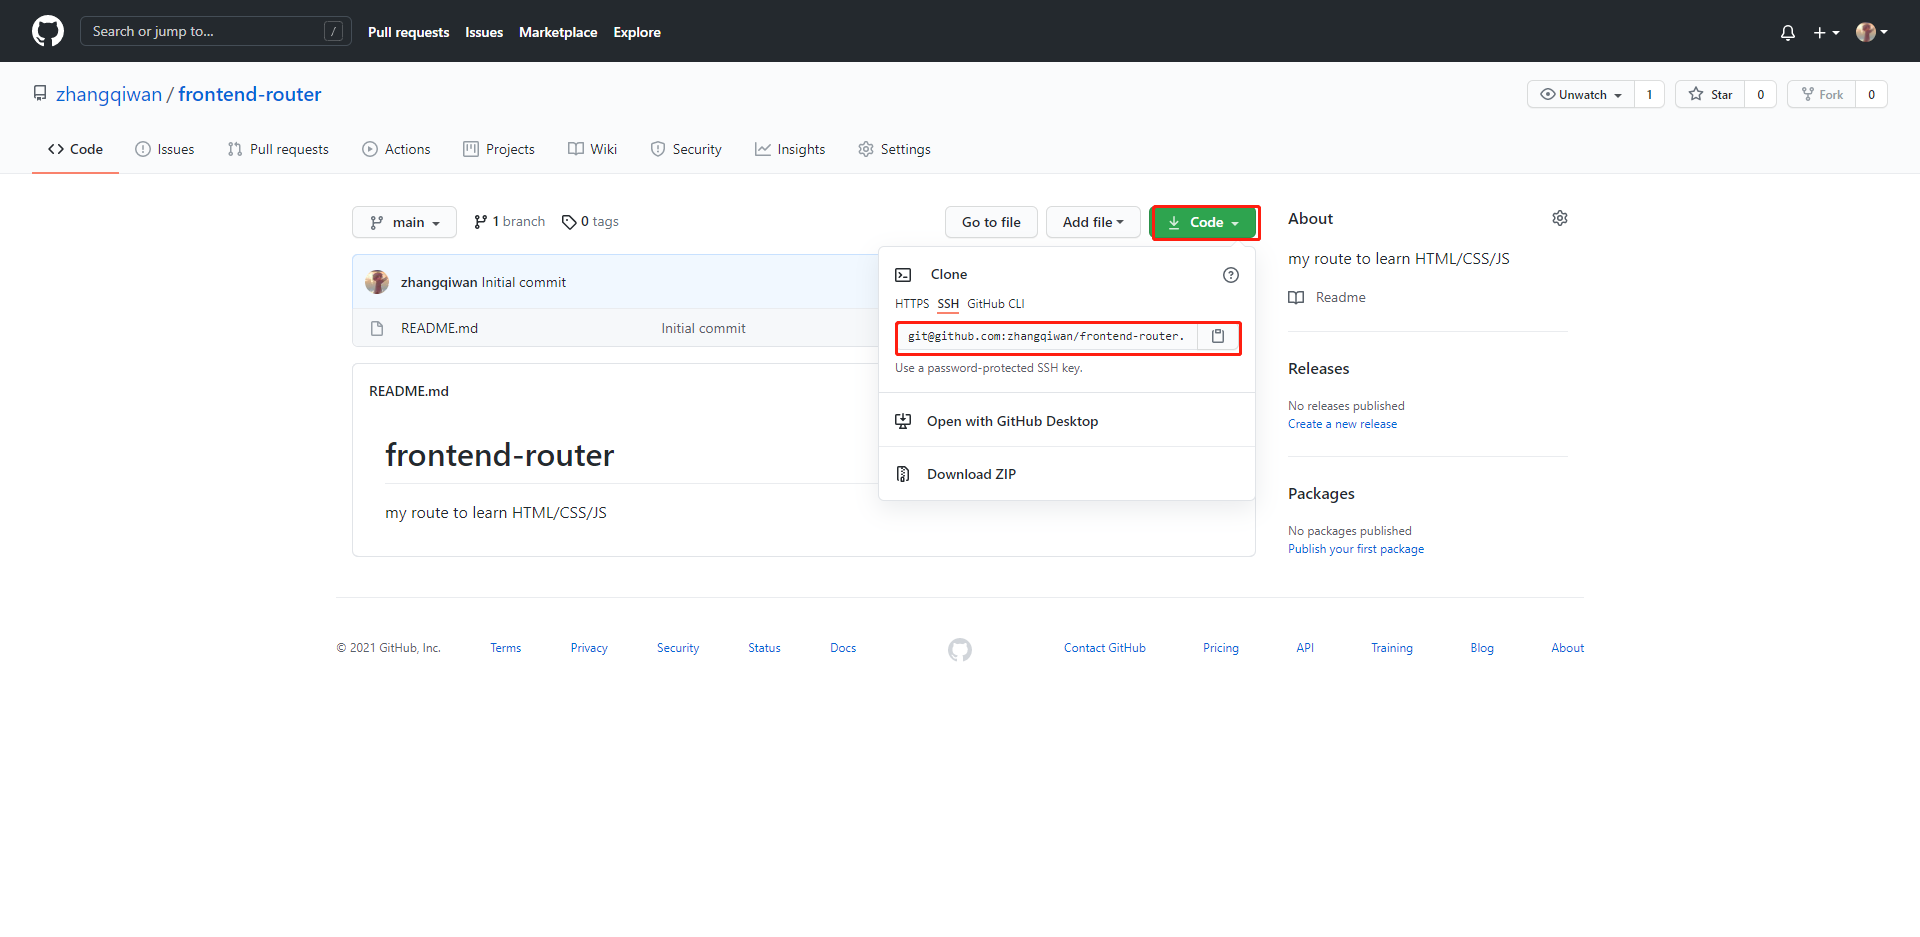 Search or jump to... /
Pull requests Issues Marketplace Explore
zhangqiwan / frontend-router
Unwatch 1 Star 0 Fork 0
Code Issues Pull requests Actions Projects Wiki Security Insights Settings
main 1 branch 0 tags
Go to file Add file Code
zhangqiwan Initial commit
README.md Initial commit
Clone
HTTPS SSH GitHub CLI
git@github.com:zhangqiwan/frontend-router.
Use a password-protected SSH key.
Open with GitHub Desktop
Download ZIP
README.md
frontend-router
my route to learn HTML/CSS/JS
About
my route to learn HTML/CSS/JS
Readme
Releases
No releases published
Create a new release
Packages
No packages published
Publish your first package
© 2021 GitHub, Inc. Terms Privacy Security Status Docs Contact GitHub Pricing API Training Blog About